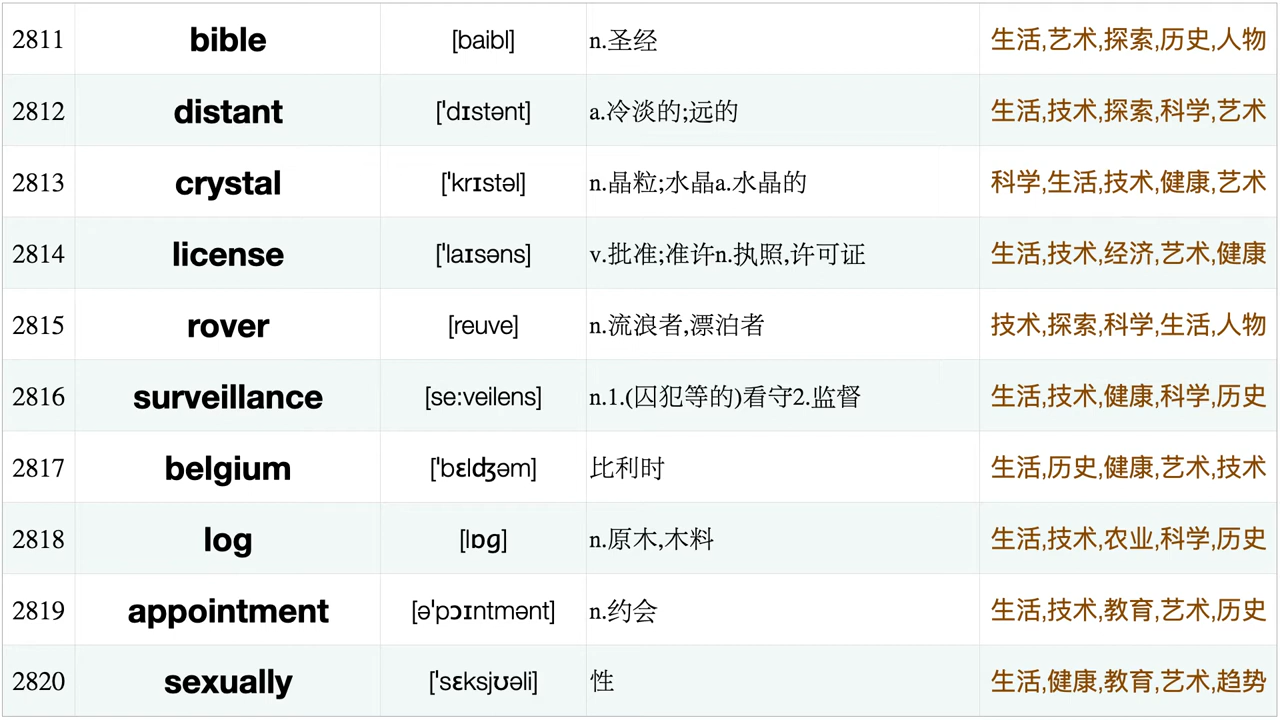 2811 bible [baibl] n.圣经 生活,艺术,探索,历史,人物
2812 distant [ˈdɪstənt] a.冷淡的;远的 生活,技术,探索,科学,艺术
2813 crystal [ˈkrɪstəl] n.晶粒;水晶a.水晶的 科学,生活,技术,健康,艺术
2814 license [ˈlaɪsəns] v.批准;准许n.执照,许可证 生活,技术,经济,艺术,健康
2815 rover [reuve] n.流浪者,漂泊者 技术,探索,科学,生活,人物
2816 surveillance [se:veilens] n.1.(囚犯等的)看守2.监督 生活,技术,健康,科学,历史
2817 belgium [ˈbɛlʤəm] 比利时 生活,历史,健康,艺术,技术
2818 log [lɒɡ] n.原木,木料 生活,技术,农业,科学,历史
2819 appointment [əˈpɔɪntmənt] n.约会 生活,技术,教育,艺术,历史
2820 sexually [ˈsɛksjʊəli] 性 生活,健康,教育,艺术,趋势